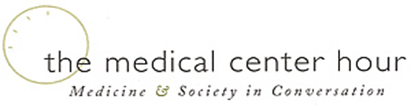 the medical center hour
Medicine & Society in Conversation